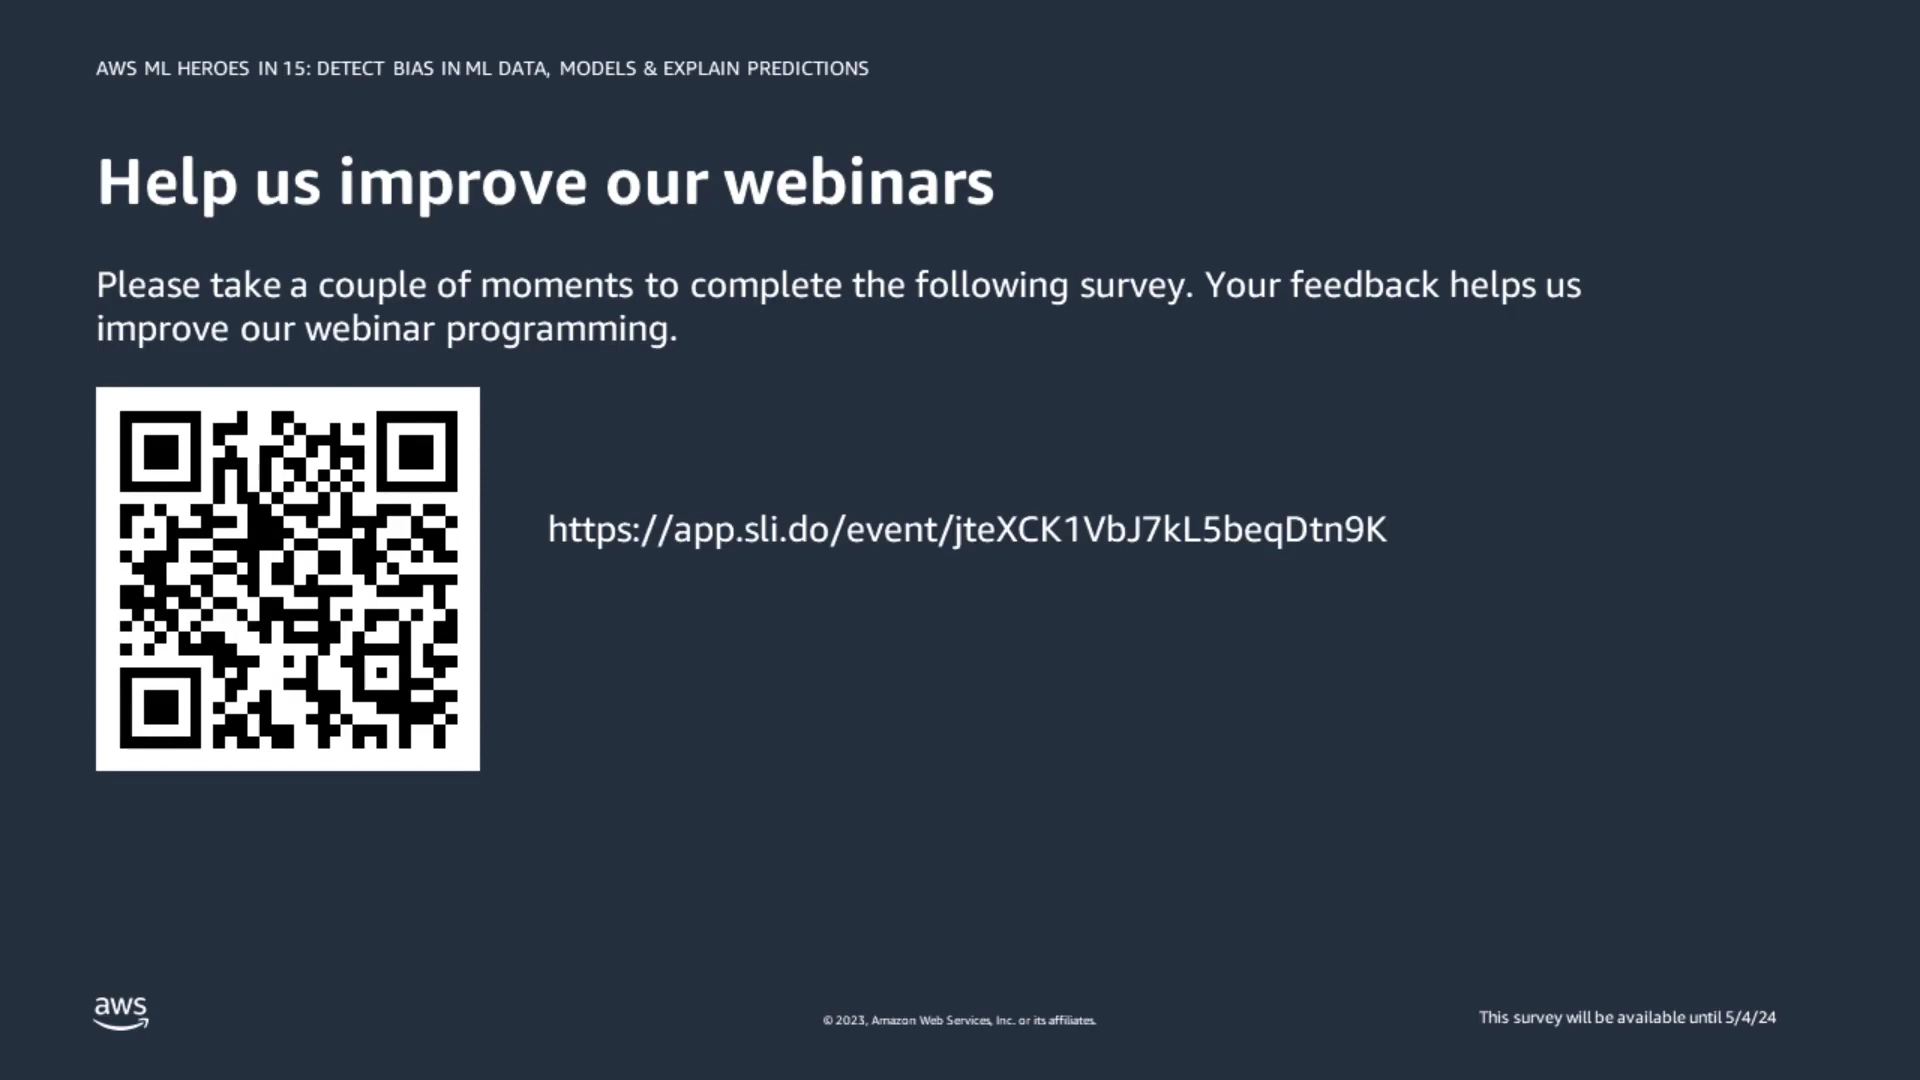 AWS ML HEROES IN 15: DETECT BIAS IN ML DATA, MODELS & EXPLAIN PREDICTIONS
Help us improve our webinars
Please take a couple of moments to complete the following survey. Your feedback helps us
improve our webinar programming.
https://app.sli.do/event/jteXCK1VbJ7kL5beqDtn9K
aws
© 2023, Amazon Web Services, Inc. or its affiliates.
This survey will be available until 5/4/24